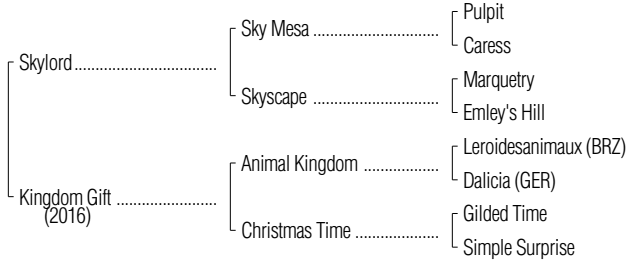 Pulpit
Sky Mesa ................................
Caress
Skylord.....................................
Marquetry
Skyscape ................................
Emley's Hill
Leroidesanimaux (BRZ)
Animal Kingdom ...................
Dalicia (GER)
Kingdom Gift ..........................
(2016)
Gilded Time
Christmas Time .....................
Simple Surprise